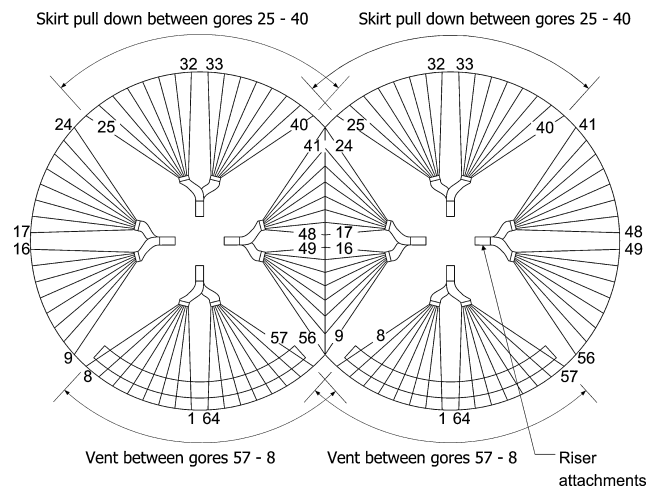 Skirt pull down between gores 25 - 40 Skirt pull down between gores 25 - 40
32 33 32 33
24 25 40 25 40 41
41 24
17 48 17 48
16 49 16 49
9 57 56 9 8 56
8 57
1 64 1 64
Vent between gores 57 - 8 Vent between gores 57 - 8
Riser
attachments